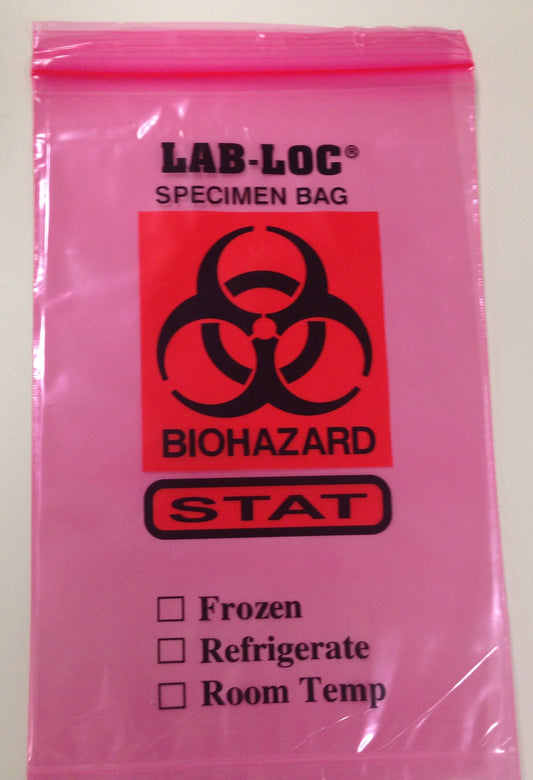 LAB-LOC®
SPECIMEN BAG
BIOHAZARD
STAT
Frozen
Refrigerate
Room Temp